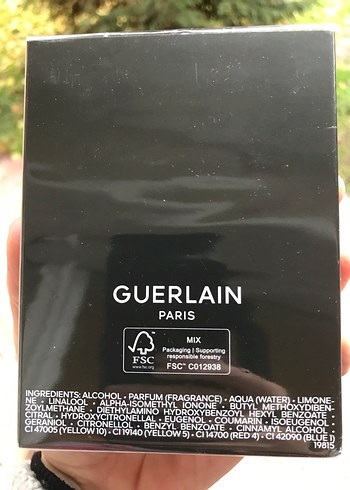 GUERLAIN
PARIS
FSC™
www.fsc.org
MIX
Packaging | Supporting
responsible forestry
FSC™ C012938
INGREDIENTS: ALCOHOL • PARFUM (FRAGRANCE) • AQUA (WATER) • LIMONE-
NE • LINALOOL • ALPHA-ISOMETHYL IONONE • BUTYL METHOXYDIBEN-
ZOYLMETHANE • DIETHYLAMINO HYDROXYBENZOYL HEXYL BENZOATE •
CITRAL • HYDROXYCITRONELLAL • EUGENOL • COUMARIN • ISOEUGENOL •
GERANIOL • CITRONELLOL • BENZYL BENZOATE • CINNAMYL ALCOHOL •
CI 47005 (YELLOW 10) • CI 19140 (YELLOW 5) • CI 14700 (RED 4) • CI 42090 (BLUE 1)
19815